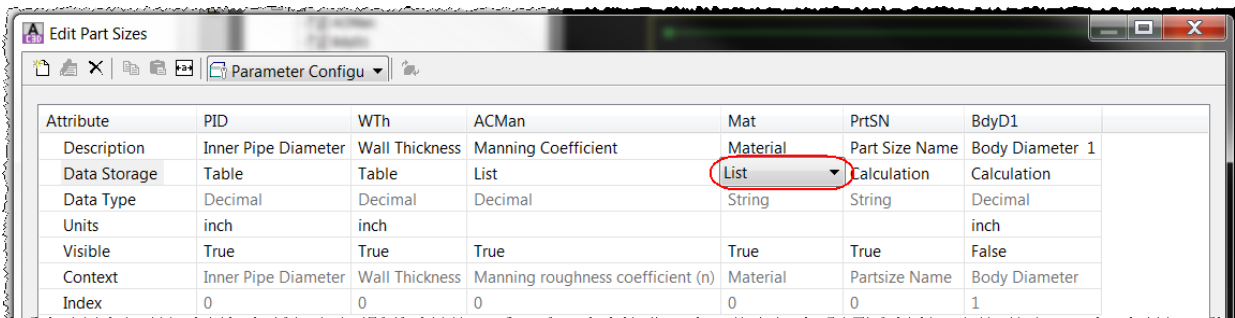 Edit Part Sizes
Parameter Configu
Attribute PID WTh ACMan Mat PrtSN BdyD1
Description Inner Pipe Diameter Wall Thickness Manning Coefficient Material Part Size Name Body Diameter 1
Data Storage Table Table List List Calculation Calculation
Data Type Decimal Decimal Decimal String String Decimal
Units inch inch inch
Visible True True True True True False
Context Inner Pipe Diameter Wall Thickness Manning roughness coefficient (n) Material Partsize Name Body Diameter
Index 0 0 0 0 0 1